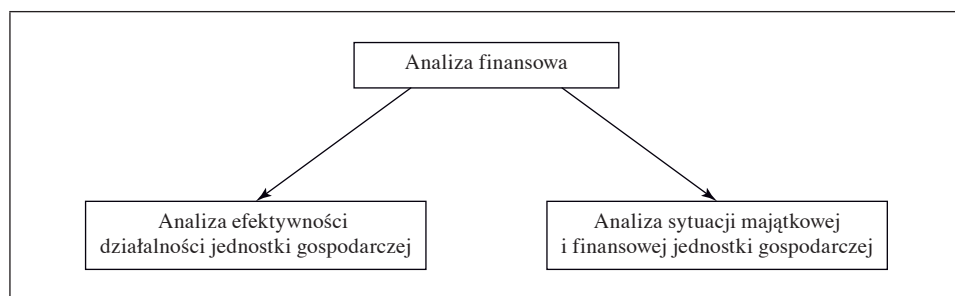 Analiza finansowa
Analiza efektywności
działalności jednostki gospodarczej
Analiza sytuacji majątkowej
i finansowej jednostki gospodarczej